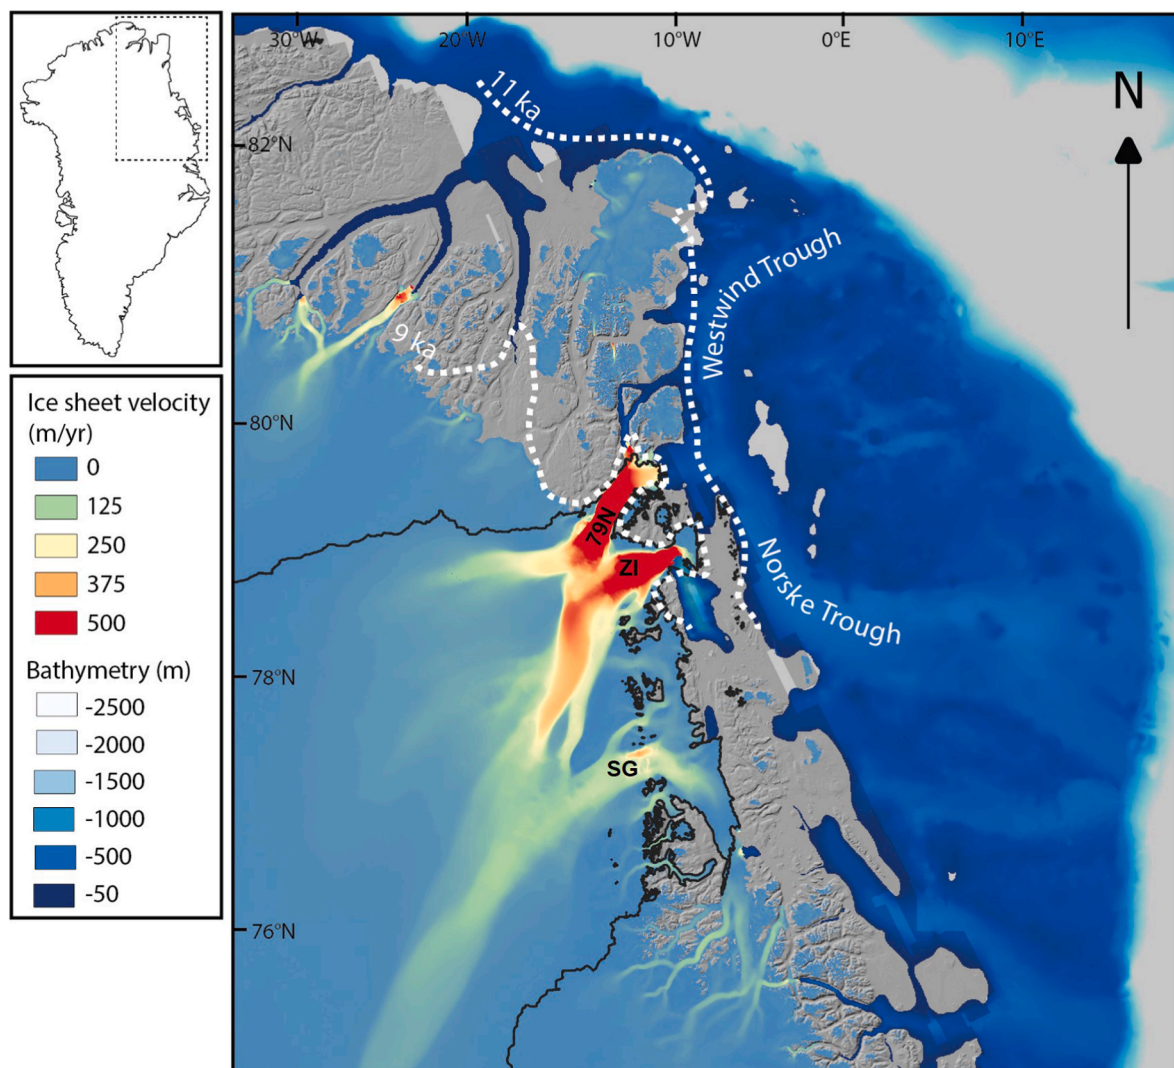 30°W
20°W
10°W
0°E
10°E
N
11 ka
82°N
Westwind Trough
9 ka
80°N
79N
ZI
Norske Trough
78°N
SG
76°N
Ice sheet velocity
(m/yr)
0
125
250
375
500
Bathymetry (m)
-2500
-2000
-1500
-1000
-500
-50